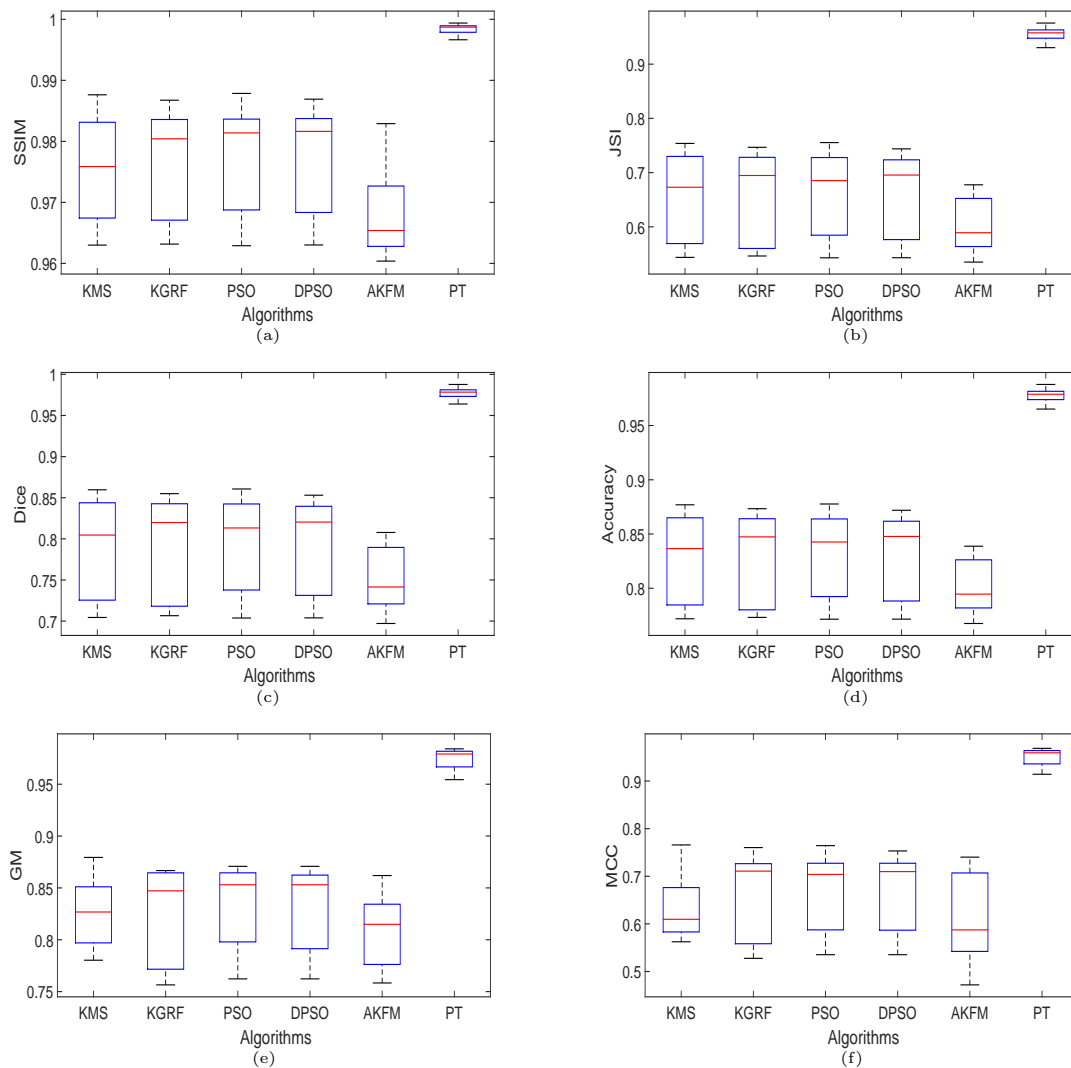 1
0.99
0.98
0.97
0.96
SSIM
KMS KGRF PSO DPSO AKFM PT
Algorithms
(a)
0.9
0.8
0.7
0.6
JSI
KMS KGRF PSO DPSO AKFM PT
Algorithms
(b)
1
0.95
0.9
0.85
0.8
0.75
0.7
Dice
KMS KGRF PSO DPSO AKFM PT
Algorithms
(c)
0.95
0.9
0.85
0.8
Accuracy
KMS KGRF PSO DPSO AKFM PT
Algorithms
(d)
0.95
0.9
0.85
0.8
0.75
GM
KMS KGRF PSO DPSO AKFM PT
Algorithms
(e)
0.9
0.8
0.7
0.6
0.5
MCC
KMS KGRF PSO DPSO AKFM PT
Algorithms
(f)